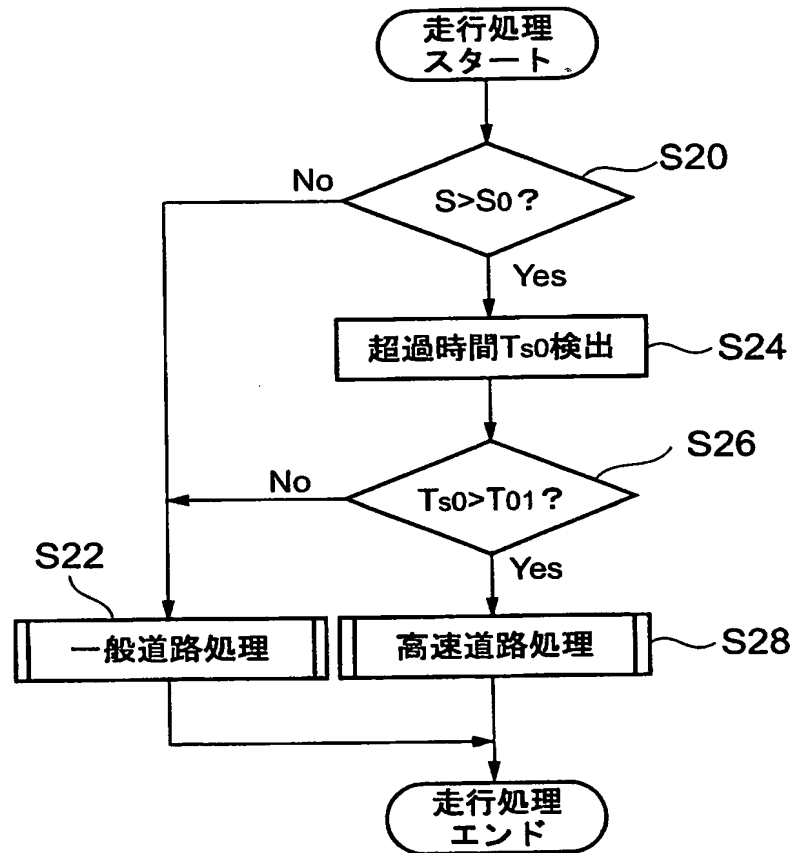 走行処理
スタート
S20
No
S>S0?
Yes
超過時間Ts0検出
S24
S26
No
Ts0>T01?
S22
Yes
一般道路処理
高速道路処理
S28
走行処理
エンド